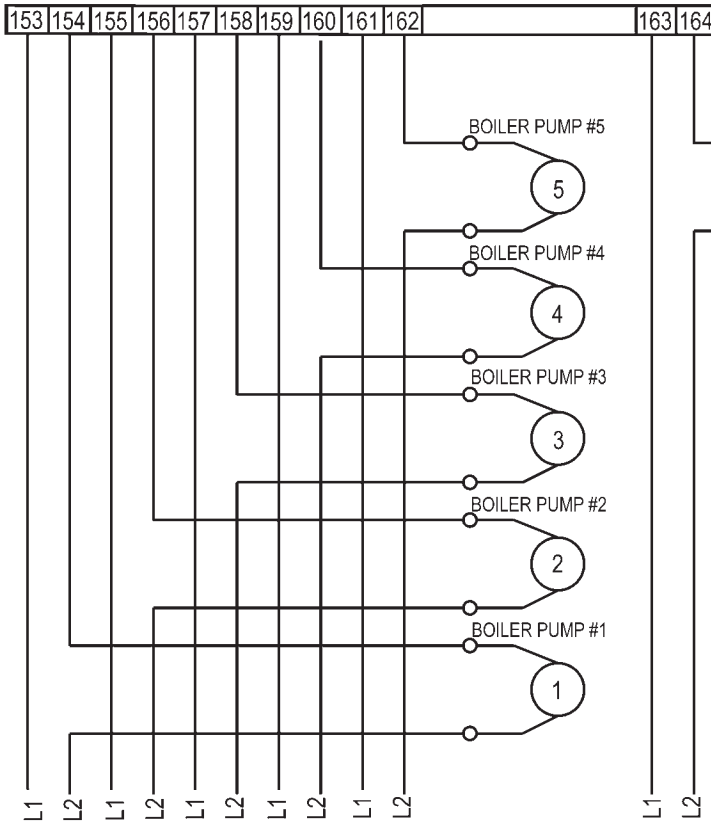 153 154 155 156 157 158 159 160 161 162 163 164
BOILER PUMP #5
5
BOILER PUMP #4
4
BOILER PUMP #3
3
BOILER PUMP #2
2
BOILER PUMP #1
1
L1 L2 L1 L2 L1 L2 L1 L2 L1 L2 L1 L2